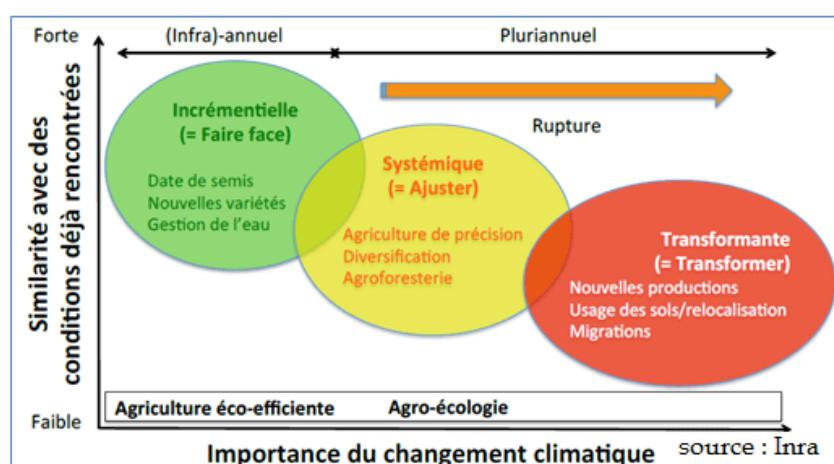 Forte
(Infra)-annuel
Pluriannuel
Similarité avec des
conditions déjà rencontrées
Incrémentielle
(= Faire face)
Date de semis
Nouvelles variétés
Gestion de l'eau
Rupture
Systémique
(= Ajuster)
Agriculture de précision
Diversification
Agroforesterie
Transformante
(= Transformer)
Nouvelles productions
Usage des sols/relocalisation
Migrations
Agriculture éco-efficiente
Agro-écologie
Faible
Importance du changement climatique
source : Inra